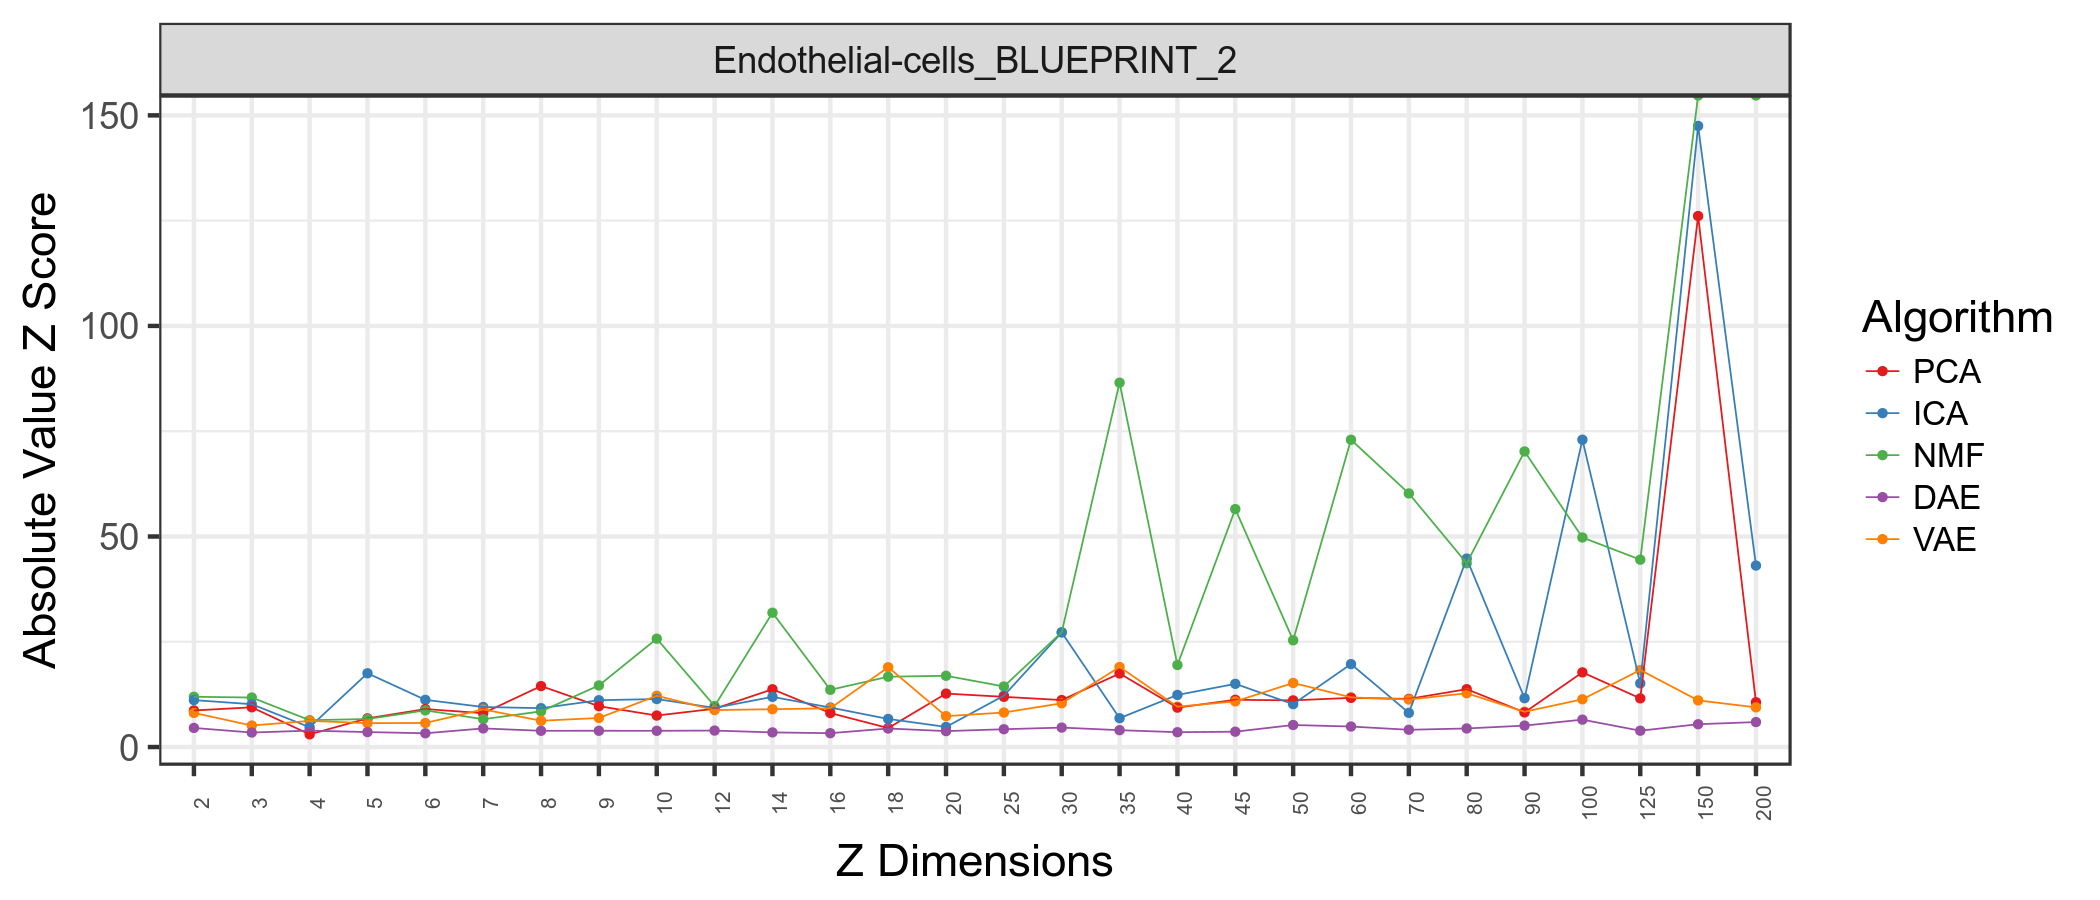 Endothelial-cells_BLUEPRINT_2
150
100
50
0
Absolute Value Z Score
2 3 4 5 6 7 8 9 10 12 14 16 18 20 25 30 35 40 45 50 60 70 80 90 100 125 150 200
Z Dimensions
Algorithm
PCA
ICA
NMF
DAE
VAE